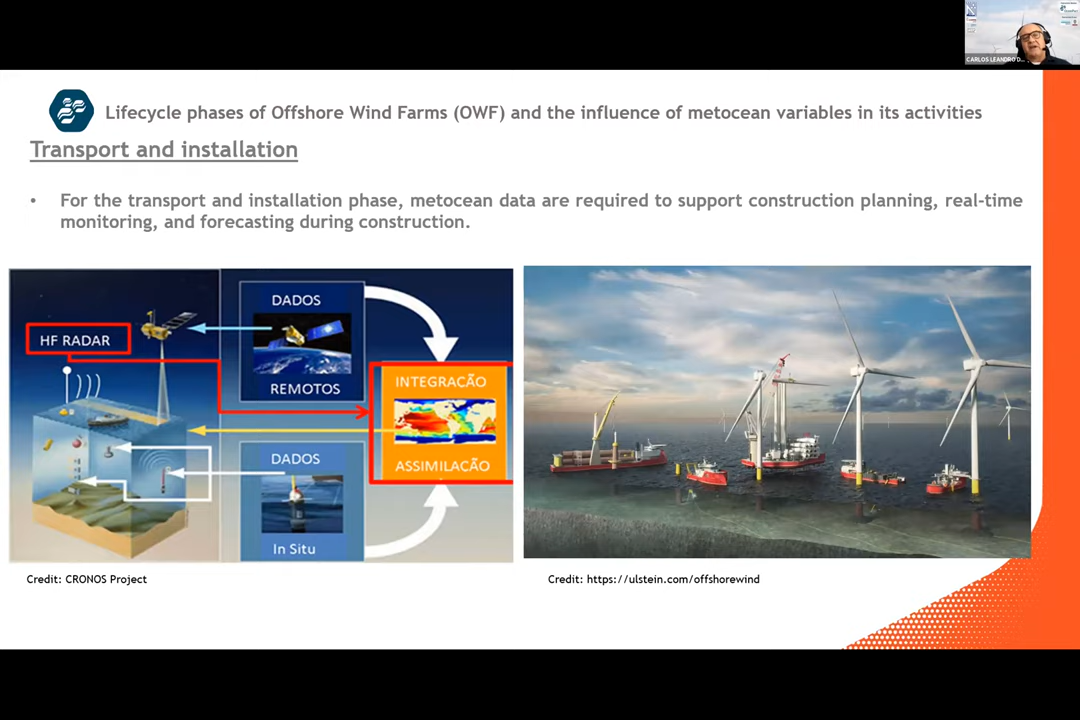 CARLOS LEANDRO D...
Lifecycle phases of Offshore Wind Farms (OWF) and the influence of metocean variables in its activities
Transport and installation
• For the transport and installation phase, metocean data are required to support construction planning, real-time
monitoring, and forecasting during construction.
HF RADAR
DADOS
REMOTOS
INTEGRAÇÃO
ASSIMILAÇÃO
DADOS
In Situ
Credit: CRONOS Project
Credit: https://ulstein.com/offshorewind